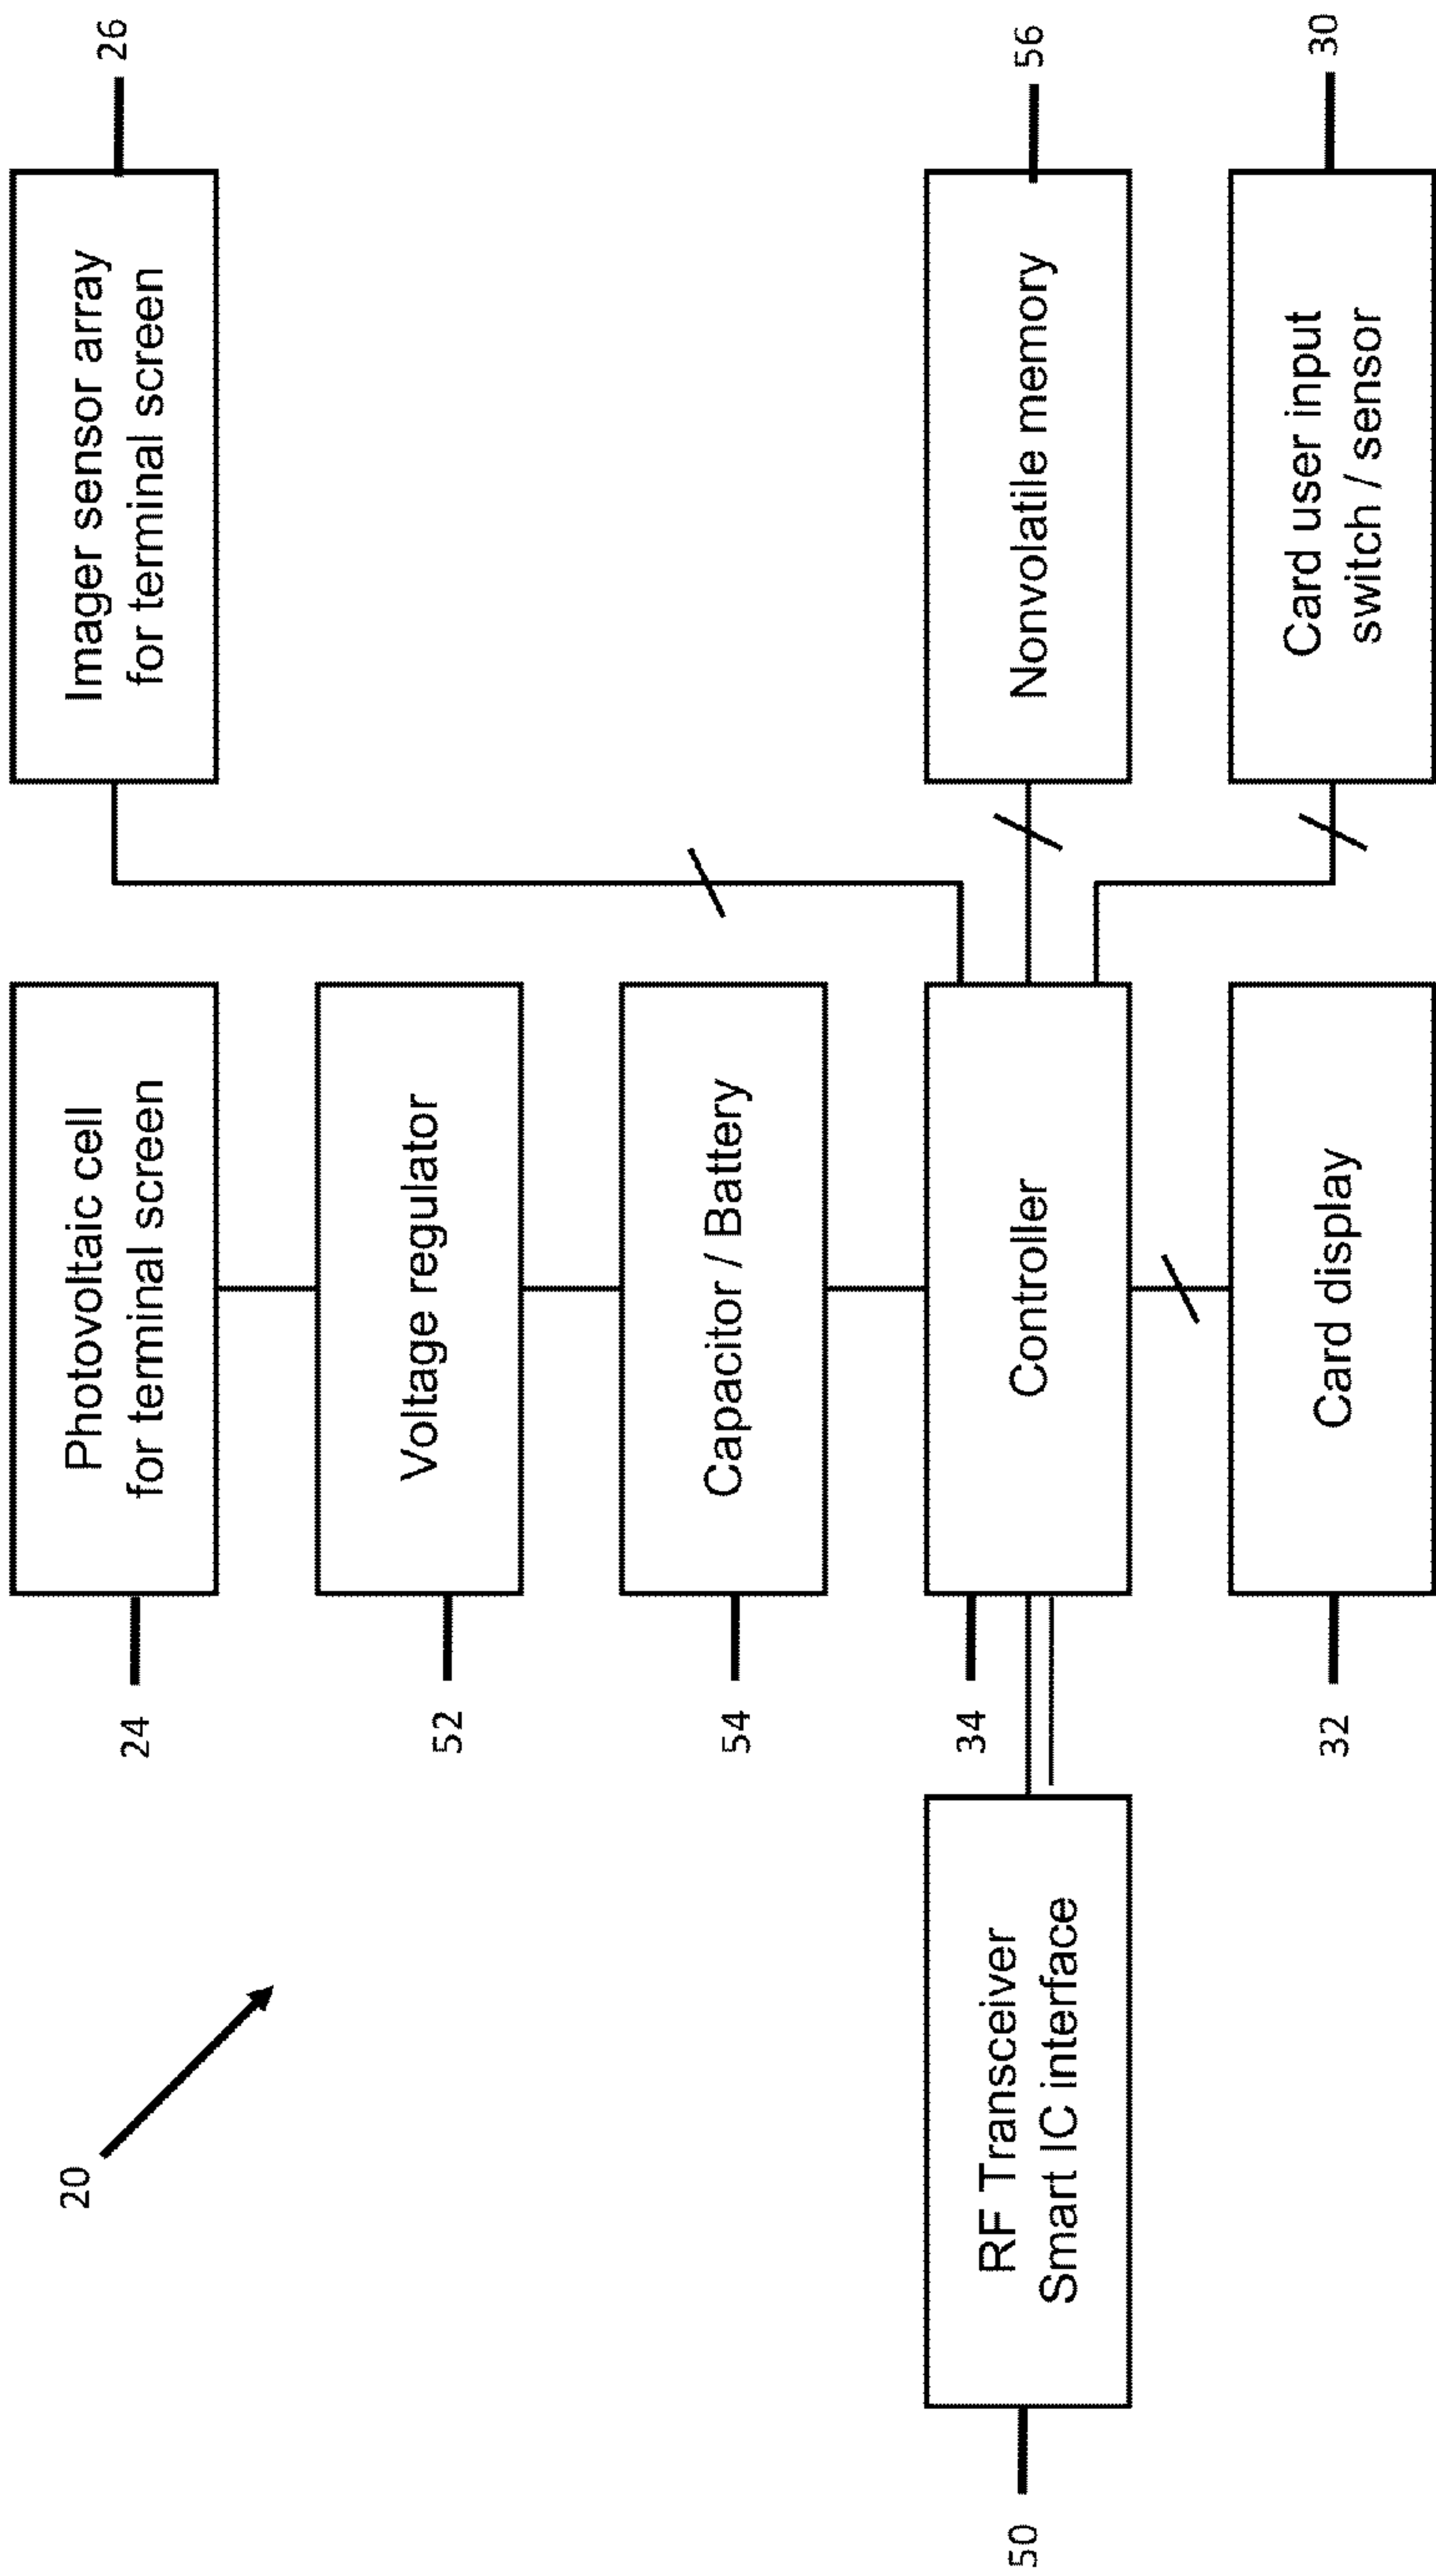 20
24
Photovoltaic cell
for terminal screen
Imager sensor array
for terminal screen
26
52
Voltage regulator
54
Capacitor / Battery
50
RF Transceiver
Smart IC interface
34
Controller
Nonvolatile memory
56
32
Card display
Card user input
switch / sensor
30